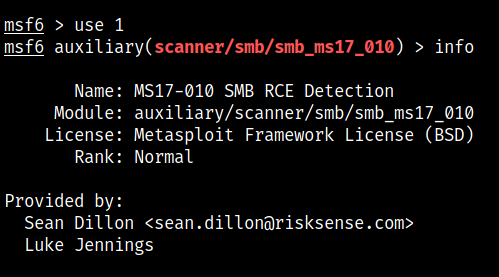 msf6 > use 1
msf6 auxiliary(scanner/smb/smb_ms17_010) > info
Name: MS17-010 SMB RCE Detection
Module: auxiliary/scanner/smb/smb_ms17_010
License: Metasploit Framework License (BSD)
Rank: Normal
Provided by:
Sean Dillon <sean.dillon@risksense.com>
Luke Jennings